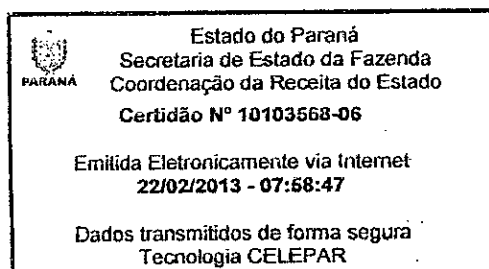 Estado do Paraná
Secretaria de Estado da Fazenda
PARANÁ
Coordenação da Receita do Estado
Certidão Nº 10103568-06
Emitida Eletronicamente via Internet
22/02/2013 - 07:58:47
Dados transmitidos de forma segura
Tecnologia CELEPAR